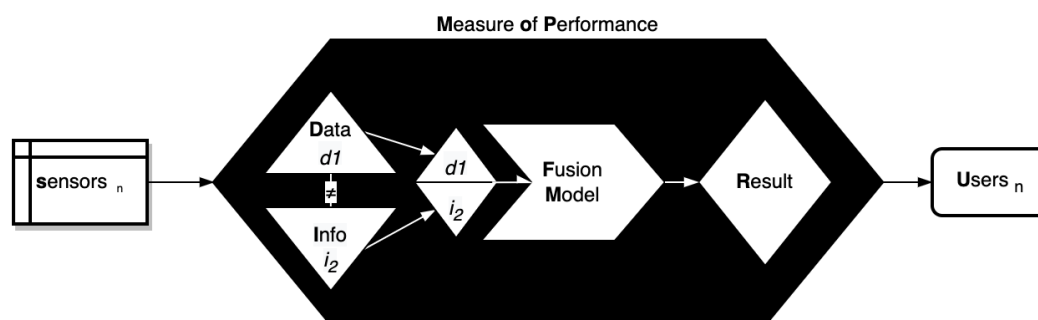 Measure of Performance
sensors n
Data
d1
≠
Info
i2
d1
i2
Fusion
Model
Result
Users n